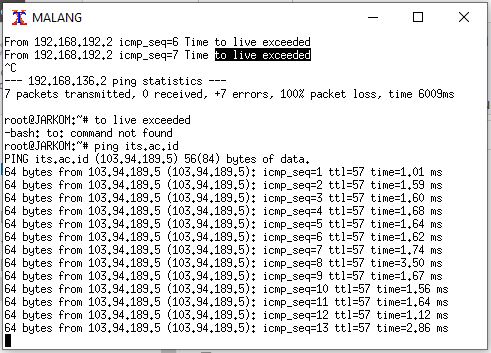 MALANG
From 192.168.192.2 icmp_seq=6 Time to live exceeded
From 192.168.192.2 icmp_seq=7 Time to live exceeded
^C
--- 192.168.136.2 ping statistics ---
7 packets transmitted, 0 received, +7 errors, 100% packet loss, time 6009ms
root@JARKOM:~# to live exceeded
-bash: to: command not found
root@JARKOM:~# ping its.ac.id
PING its.ac.id (103.94.189.5) 56(84) bytes of data.
64 bytes from 103.94.189.5 (103.94.189.5): icmp_seq=1 ttl=57 time=1.01 ms
64 bytes from 103.94.189.5 (103.94.189.5): icmp_seq=2 ttl=57 time=1.59 ms
64 bytes from 103.94.189.5 (103.94.189.5): icmp_seq=3 ttl=57 time=1.60 ms
64 bytes from 103.94.189.5 (103.94.189.5): icmp_seq=4 ttl=57 time=1.68 ms
64 bytes from 103.94.189.5 (103.94.189.5): icmp_seq=5 ttl=57 time=1.64 ms
64 bytes from 103.94.189.5 (103.94.189.5): icmp_seq=6 ttl=57 time=1.62 ms
64 bytes from 103.94.189.5 (103.94.189.5): icmp_seq=7 ttl=57 time=1.74 ms
64 bytes from 103.94.189.5 (103.94.189.5): icmp_seq=8 ttl=57 time=3.50 ms
64 bytes from 103.94.189.5 (103.94.189.5): icmp_seq=9 ttl=57 time=1.67 ms
64 bytes from 103.94.189.5 (103.94.189.5): icmp_seq=10 ttl=57 time=1.56 ms
64 bytes from 103.94.189.5 (103.94.189.5): icmp_seq=11 ttl=57 time=1.64 ms
64 bytes from 103.94.189.5 (103.94.189.5): icmp_seq=12 ttl=57 time=1.12 ms
64 bytes from 103.94.189.5 (103.94.189.5): icmp_seq=13 ttl=57 time=2.86 ms